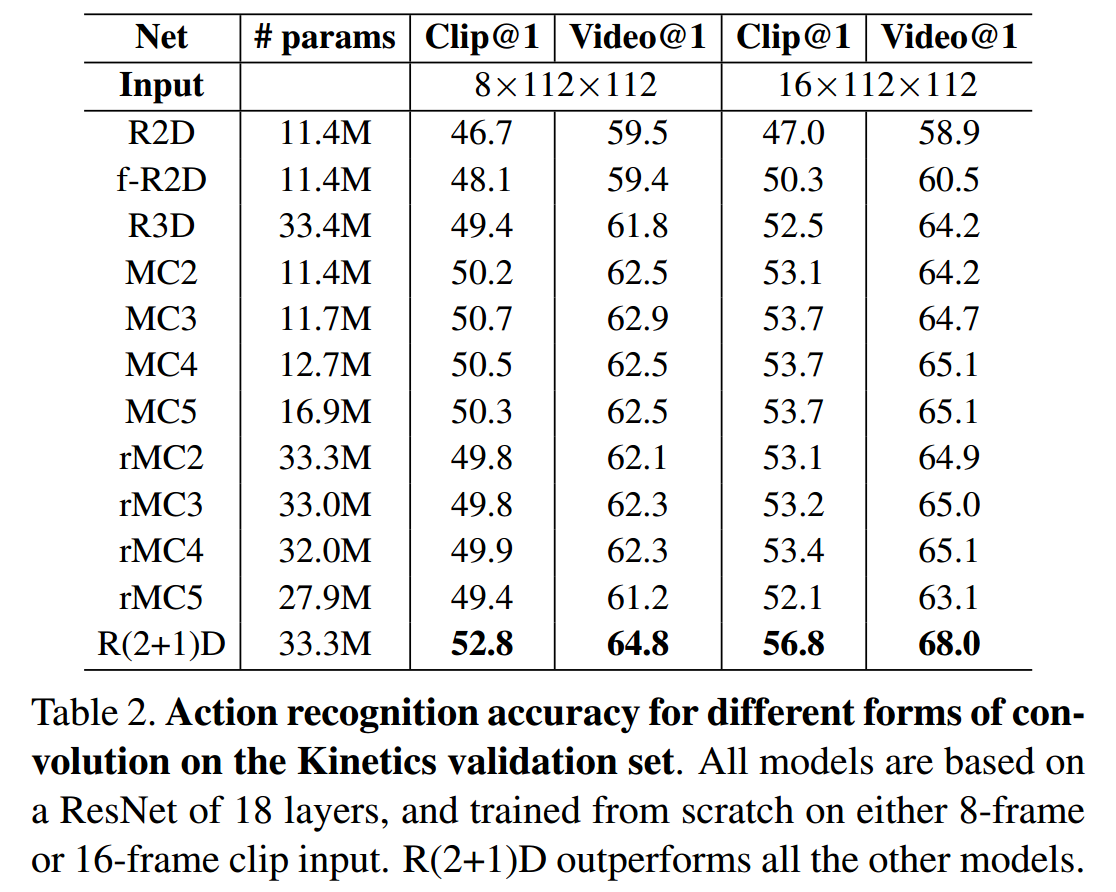 Net # params Clip@1 Video@1 Clip@1 Video@1
Input 8×112×112 16×112×112
R2D 11.4M 46.7 59.5 47.0 58.9
f-R2D 11.4M 48.1 59.4 50.3 60.5
R3D 33.4M 49.4 61.8 52.5 64.2
MC2 11.4M 50.2 62.5 53.1 64.2
MC3 11.7M 50.7 62.9 53.7 64.7
MC4 12.7M 50.5 62.5 53.7 65.1
MC5 16.9M 50.3 62.5 53.7 65.1
rMC2 33.3M 49.8 62.1 53.1 64.9
rMC3 33.0M 49.8 62.3 53.2 65.0
rMC4 32.0M 49.9 62.3 53.4 65.1
rMC5 27.9M 49.4 61.2 52.1 63.1
R(2+1)D 33.3M 52.8 64.8 56.8 68.0
Table 2. Action recognition accuracy for different forms of con-
volution on the Kinetics validation set. All models are based on
a ResNet of 18 layers, and trained from scratch on either 8-frame
or 16-frame clip input. R(2+1)D outperforms all the other models.